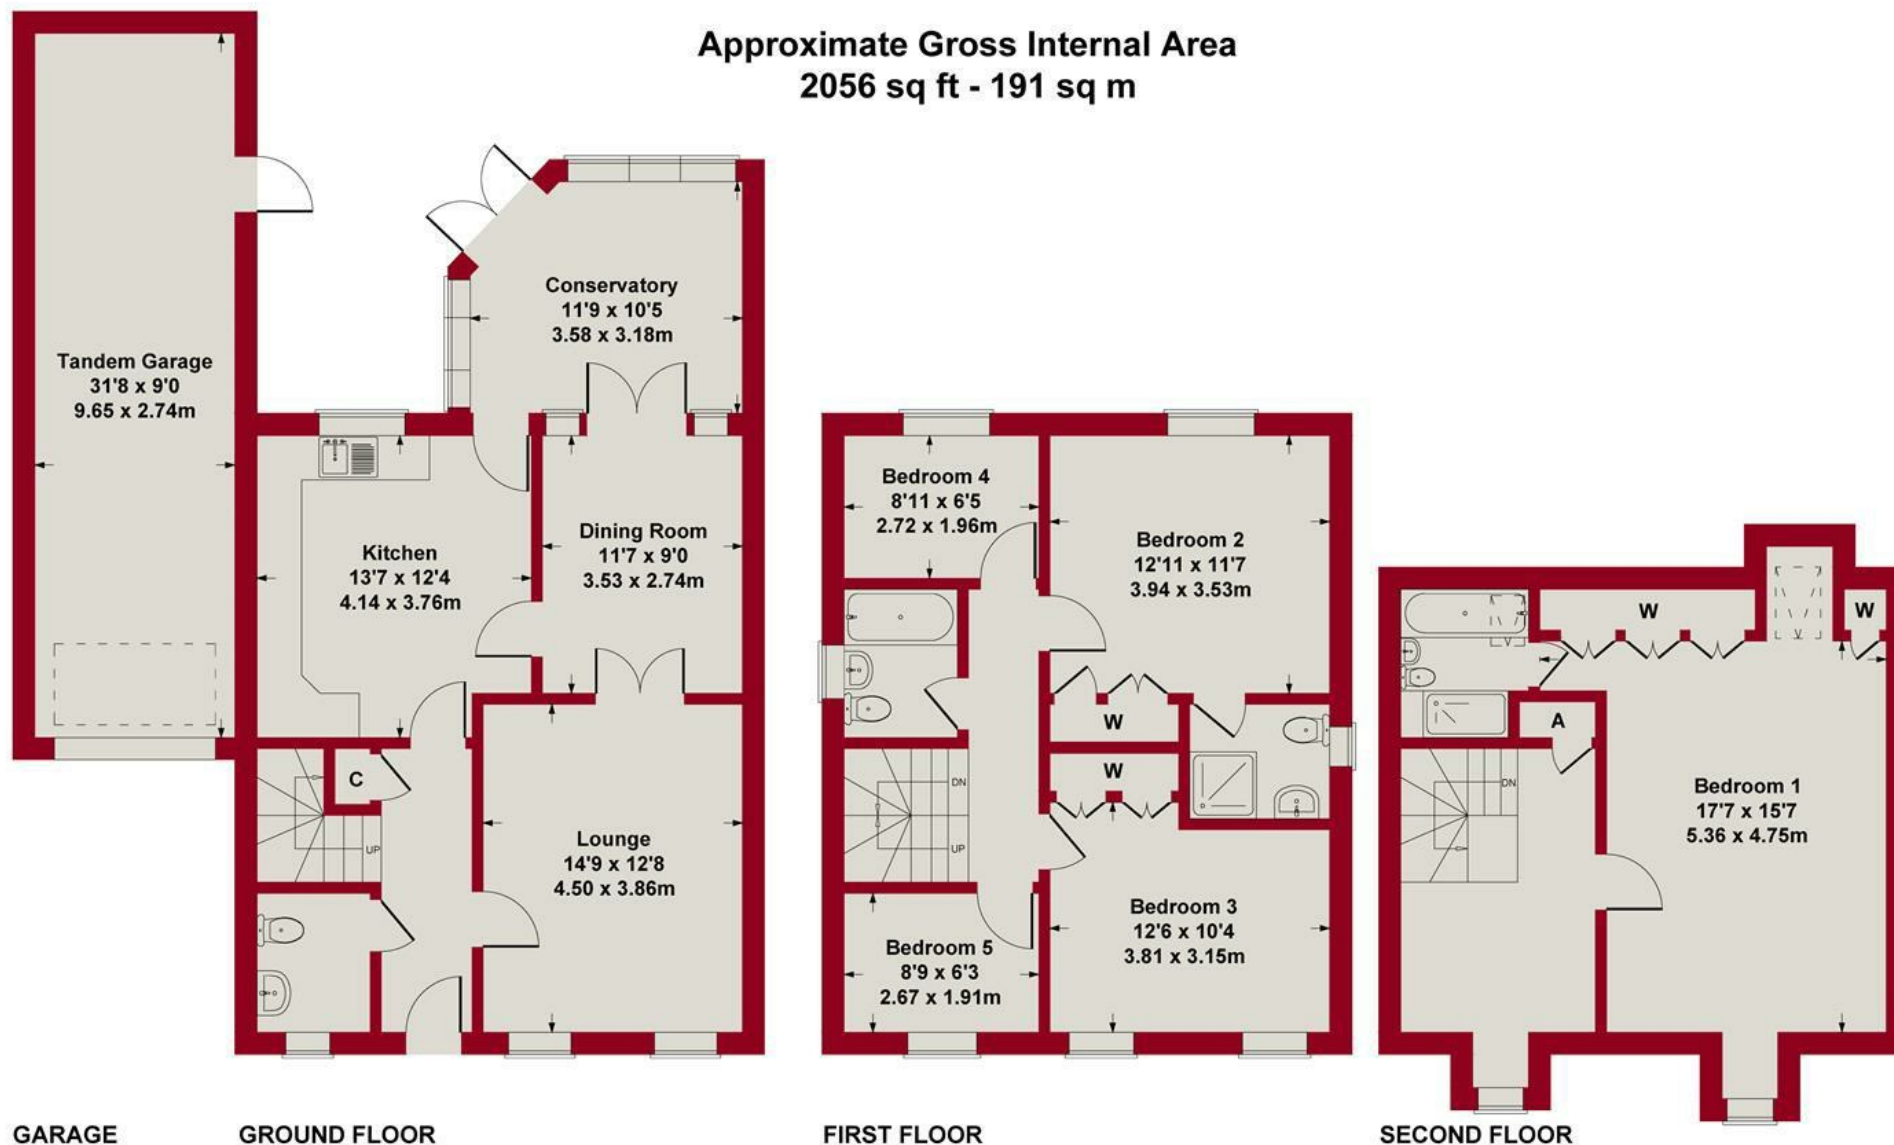 Approximate Gross Internal Area
2056 sq ft - 191 sq m
Tandem Garage
31'8 x 9'0
9.65 x 2.74m
Conservatory
11'9 x 10'5
3.58 x 3.18m
Kitchen
13'7 x 12'4
4.14 x 3.76m
Dining Room
11'7 x 9'0
3.53 x 2.74m
C
UP
Lounge
14'9 x 12'8
4.50 x 3.86m
Bedroom 4
8'11 x 6'5
2.72 x 1.96m
Bedroom 2
12'11 x 11'7
3.94 x 3.53m
W
W
DN
UP
Bedroom 5
8'9 x 6'3
2.67 x 1.91m
Bedroom 3
12'6 x 10'4
3.81 x 3.15m
W
W
A
DN
Bedroom 1
17'7 x 15'7
5.36 x 4.75m
GARAGE
GROUND FLOOR
FIRST FLOOR
SECOND FLOOR